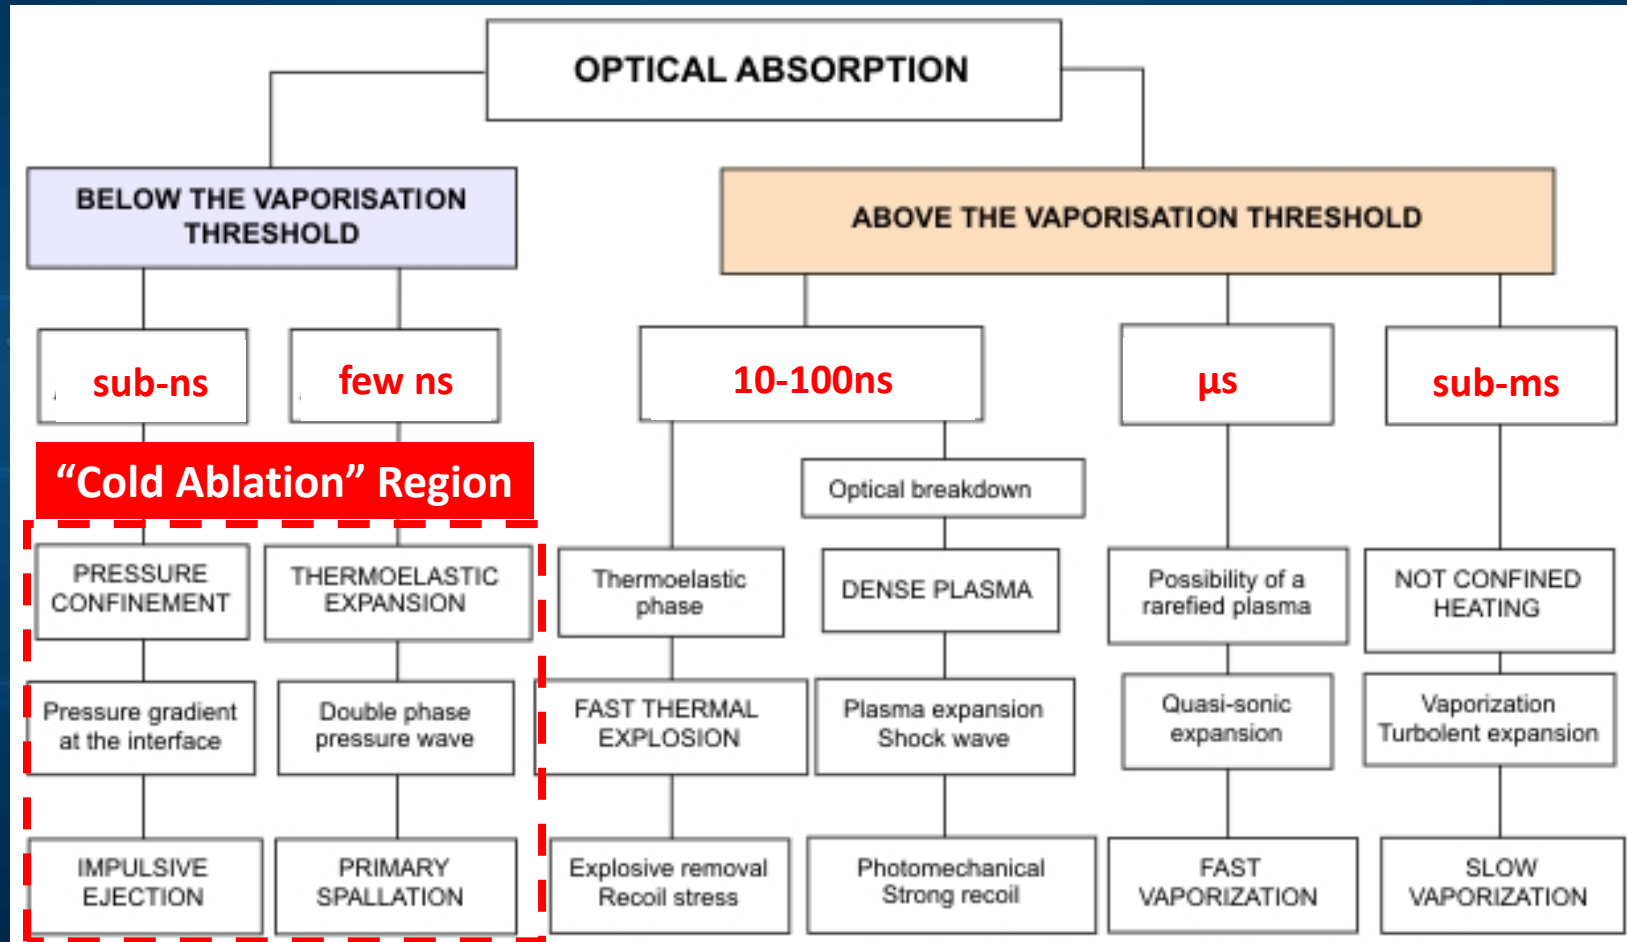 OPTICAL ABSORPTION
BELOW THE VAPORISATION
THRESHOLD
ABOVE THE VAPORISATION THRESHOLD
sub-ns
few ns
10-100ns
µs
sub-ms
“Cold Ablation” Region
Optical breakdown
PRESSURE
CONFINEMENT
THERMOELASTIC
EXPANSION
Thermoelastic
phase
DENSE PLASMA
Possibility of a
rarefied plasma
NOT CONFINED
HEATING
Pressure gradient
at the interface
Double phase
pressure wave
FAST THERMAL
EXPLOSION
Plasma expansion
Shock wave
Quasi-sonic
expansion
Vaporization
Turbolent expansion
IMPULSIVE
EJECTION
PRIMARY
SPALLATION
Explosive removal
Recoil stress
Photomechanical
Strong recoil
FAST
VAPORIZATION
SLOW
VAPORIZATION